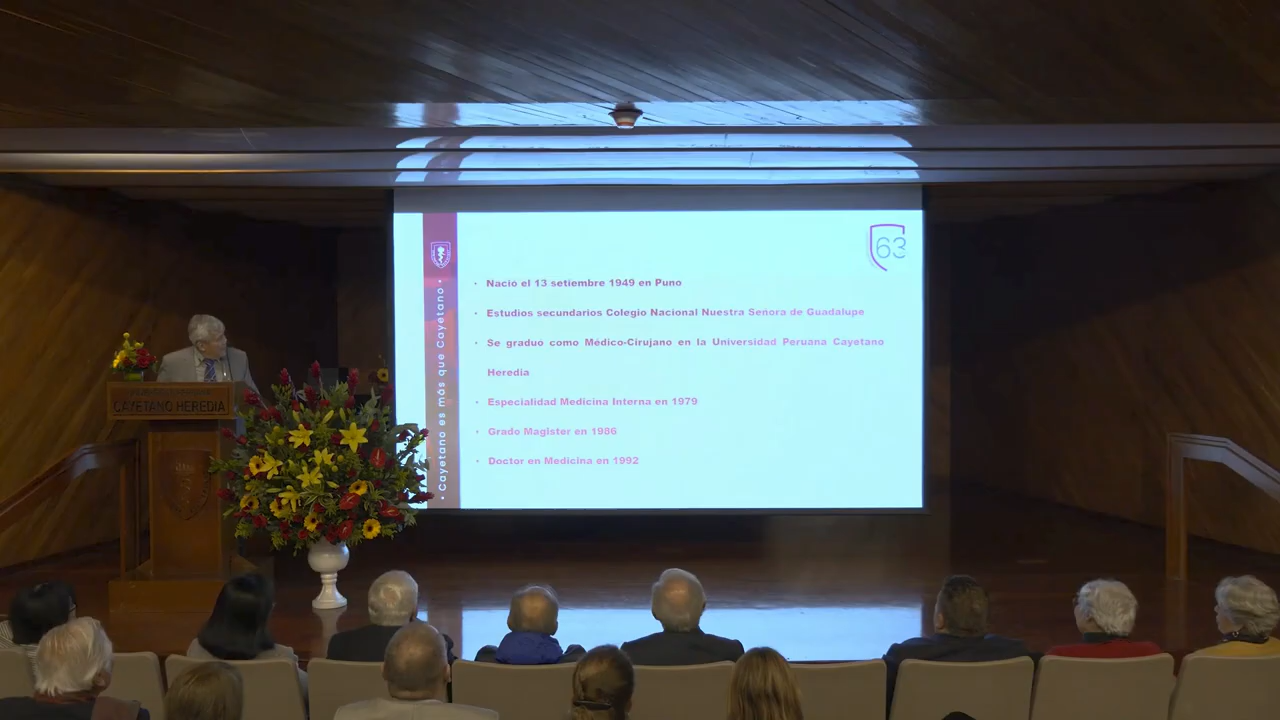 63
• Nació el 13 setiembre 1949 en Puno
• Estudios secundarios Colegio Nacional Nuestra Señora de Guadalupe
• Se graduó como Médico-Cirujano en la Universidad Peruana Cayetano
Heredia
• Especialidad Medicina Interna en 1979
• Grado Magister en 1986
• Doctor en Medicina en 1992
• Cayetano es más que Cayetano •
CAYETANO HEREDIA